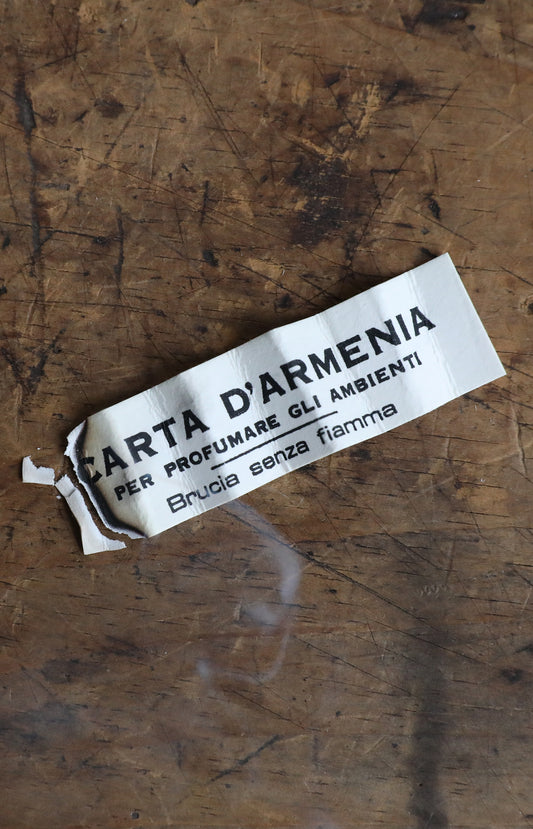 CARTA D'ARMENIA
PER PROFUMARE GLI AMBIENTI
Brucia senza fiamma